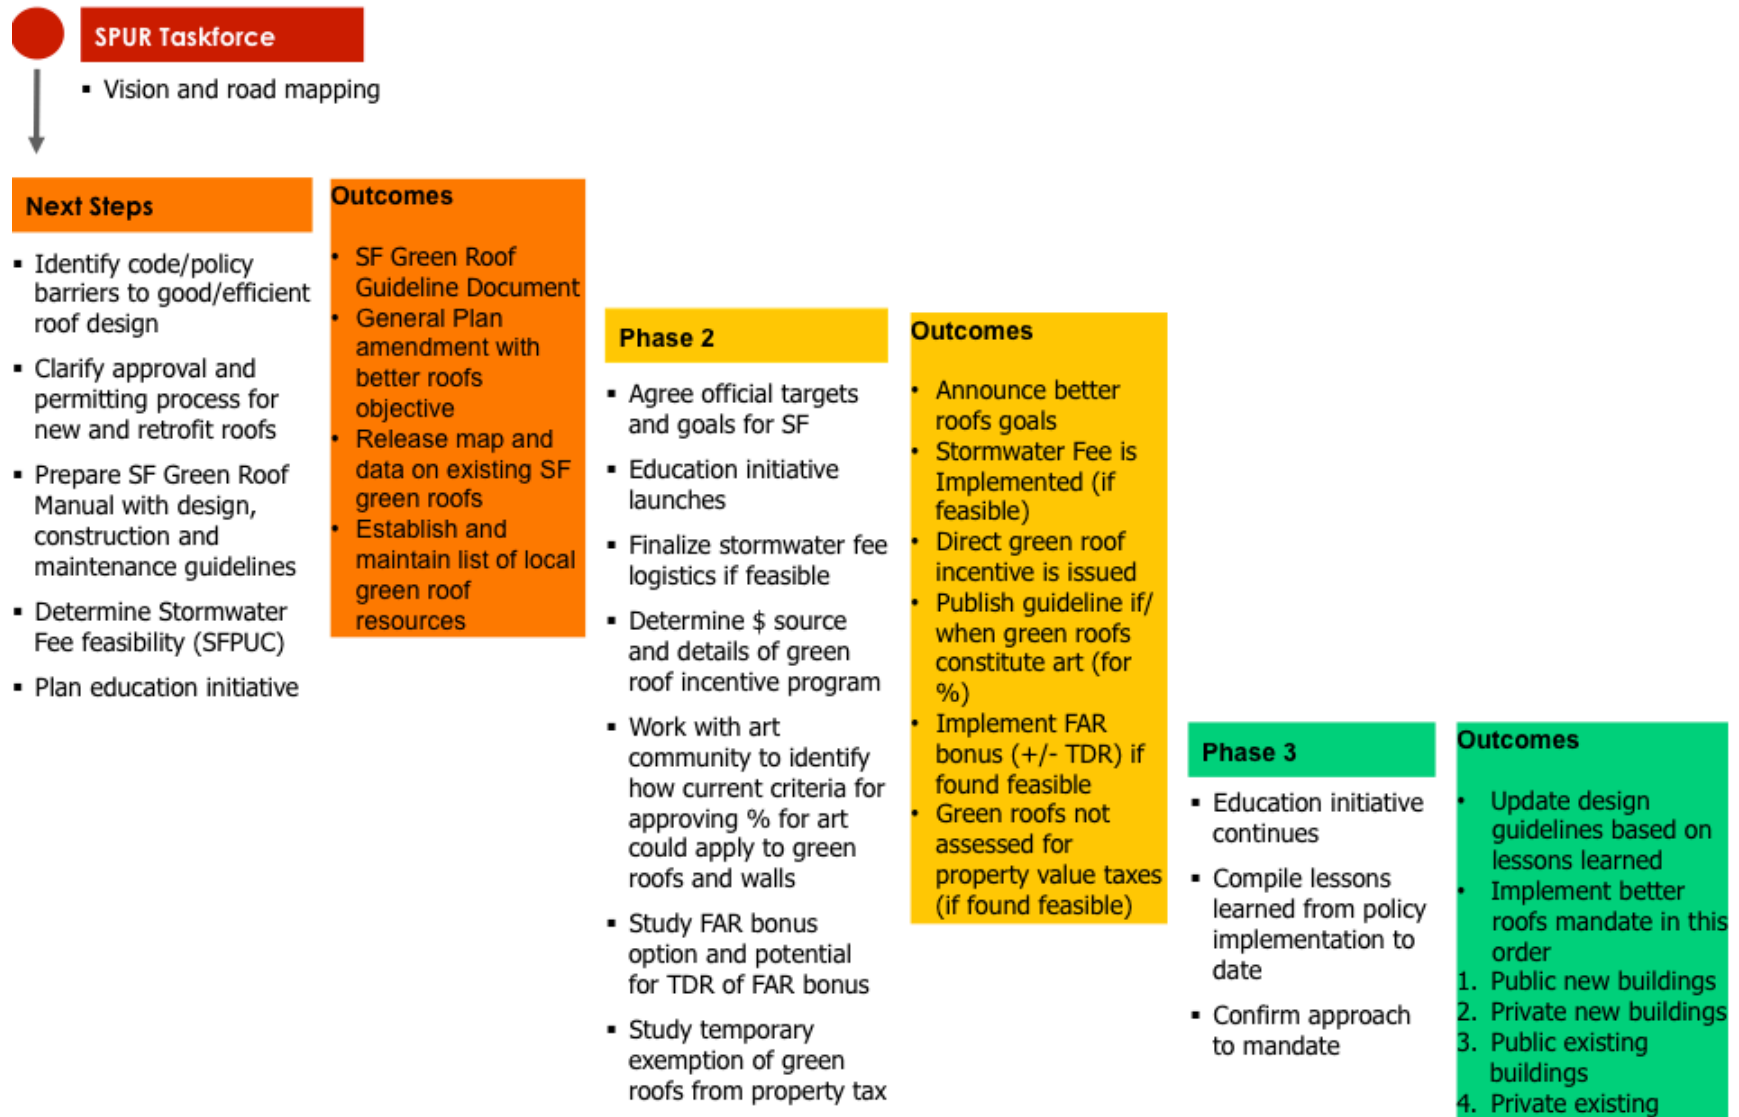 SPUR Taskforce
▪ Vision and road mapping
Next Steps
▪ Identify code/policy
barriers to good/efficient
roof design
▪ Clarify approval and
permitting process for
new and retrofit roofs
▪ Prepare SF Green Roof
Manual with design,
construction and
maintenance guidelines
▪ Determine Stormwater
Fee feasibility (SFPUC)
▪ Plan education initiative
Outcomes
• SF Green Roof
Guideline Document
• General Plan
amendment with
better roofs
objective
• Release map and
data on existing SF
green roofs
• Establish and
maintain list of local
green roof
resources
Phase 2
▪ Agree official targets
and goals for SF
▪ Education initiative
launches
▪ Finalize stormwater fee
logistics if feasible
▪ Determine $ source
and details of green
roof incentive program
▪ Work with art
community to identify
how current criteria for
approving % for art
could apply to green
roofs and walls
▪ Study FAR bonus
option and potential
for TDR of FAR bonus
▪ Study temporary
exemption of green
roofs from property tax
Outcomes
• Announce better
roofs goals
• Stormwater Fee is
Implemented (if
feasible)
• Direct green roof
incentive is issued
• Publish guideline if/
when green roofs
constitute art (for
%)
• Implement FAR
bonus (+/- TDR) if
found feasible
• Green roofs not
assessed for
property value taxes
(if found feasible)
Phase 3
▪ Education initiative
continues
▪ Compile lessons
learned from policy
implementation to
date
▪ Confirm approach
to mandate
Outcomes
• Update design
guidelines based on
lessons learned
• Implement better
roofs mandate in this
order
1. Public new buildings
2. Private new buildings
3. Public existing
buildings
4. Private existing